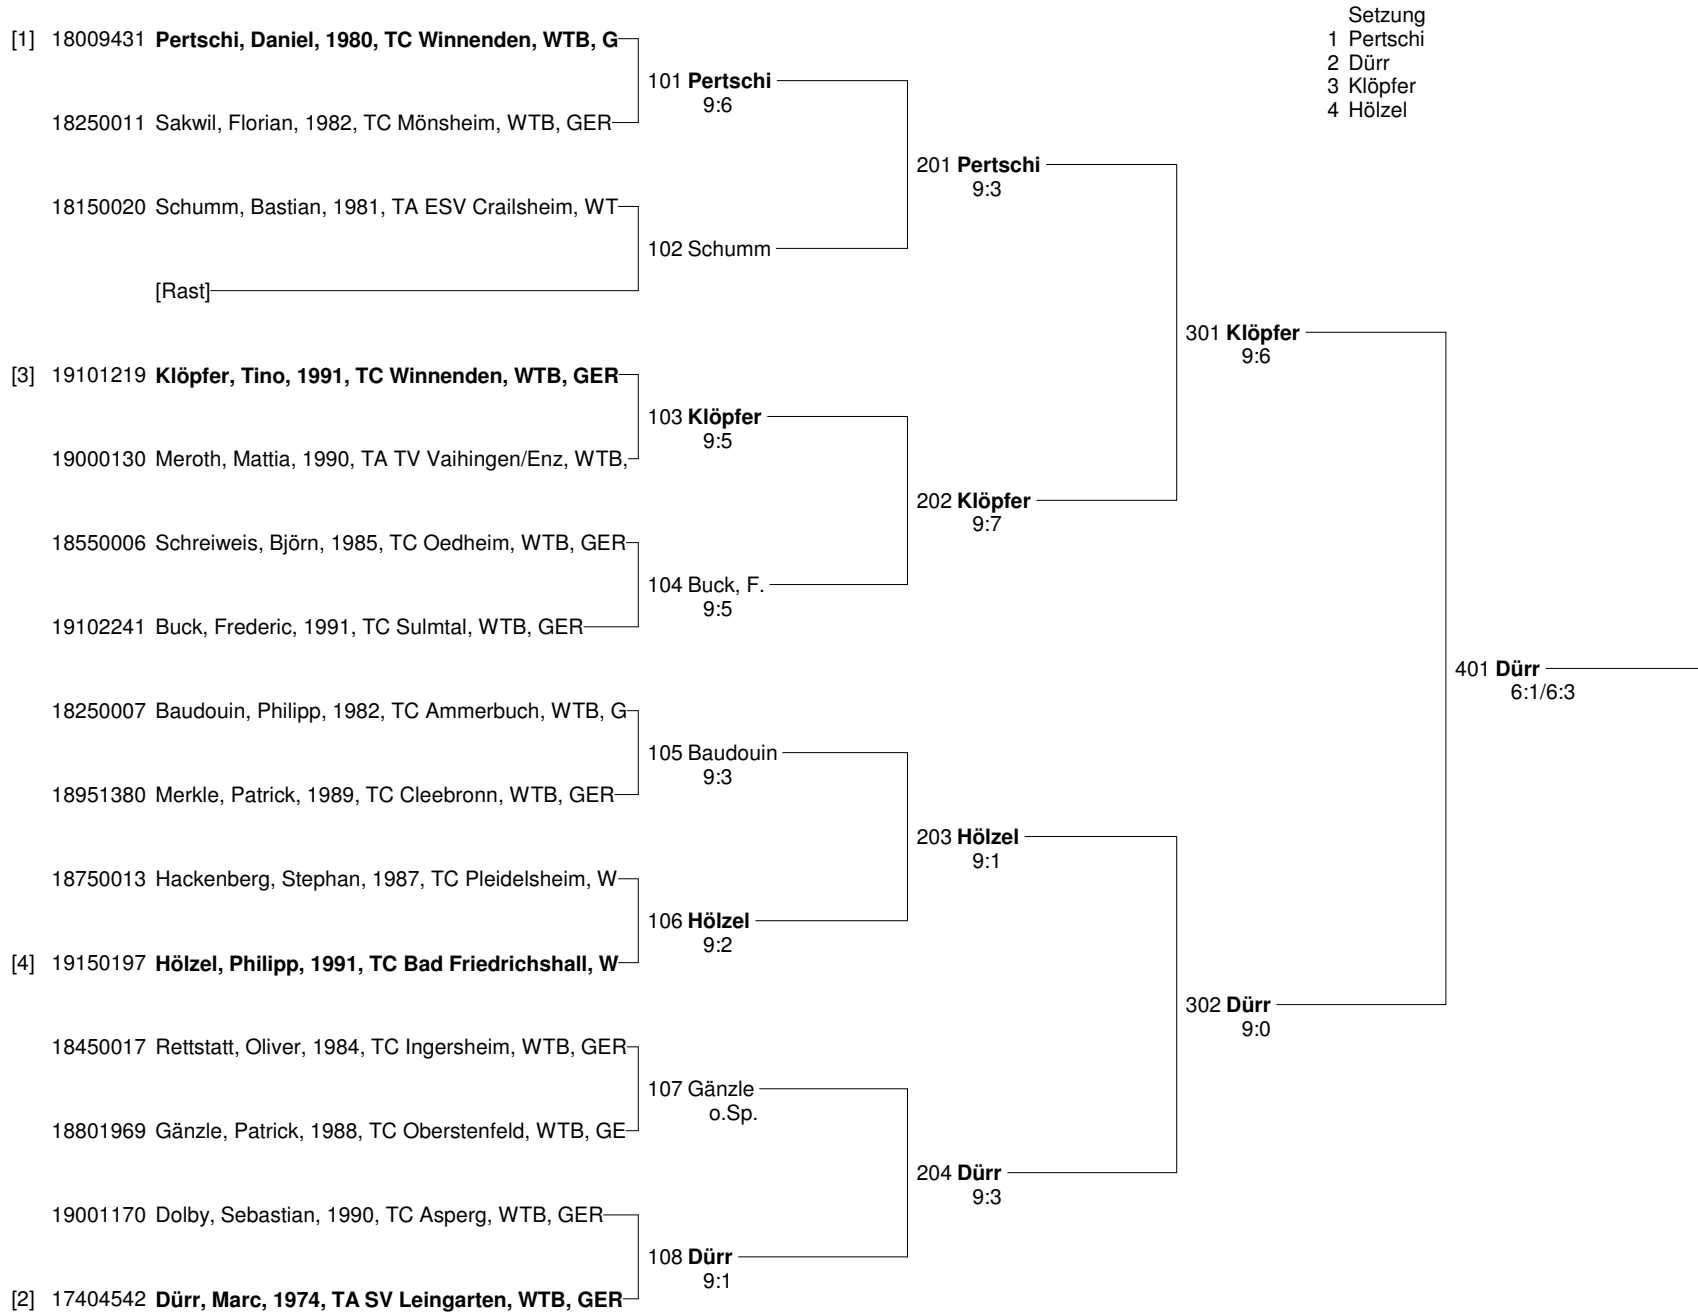 Setzung
1 Pertschi
2 Dürr
3 Klöpfer
4 Hölzel
[1] 18009431 Pertschi, Daniel, 1980, TC Winnenden, WTB, G
101 Pertschi
9:6
18250011 Sakwil, Florian, 1982, TC Mönsheim, WTB, GER
201 Pertschi
9:3
18150020 Schumm, Bastian, 1981, TA ESV Crailsheim, WT
102 Schumm
[Rast]
301 Klöpfer
9:6
[3] 19101219 Klöpfer, Tino, 1991, TC Winnenden, WTB, GER
103 Klöpfer
9:5
19000130 Meroth, Mattia, 1990, TA TV Vaihingen/Enz, WTB,
202 Klöpfer
9:7
18550006 Schreiweis, Björn, 1985, TC Oedheim, WTB, GER
104 Buck, F.
9:5
19102241 Buck, Frederic, 1991, TC Sulmtal, WTB, GER
401 Dürr
6:1/6:3
18250007 Baudouin, Philipp, 1982, TC Ammerbuch, WTB, G
105 Baudouin
9:3
18951380 Merkle, Patrick, 1989, TC Cleebronn, WTB, GER
203 Hölzel
9:1
18750013 Hackenberg, Stephan, 1987, TC Pleidelsheim, W
106 Hölzel
9:2
[4] 19150197 Hölzel, Philipp, 1991, TC Bad Friedrichshall, W
302 Dürr
9:0
18450017 Rettstatt, Oliver, 1984, TC Ingersheim, WTB, GER
107 Gänzle
o.Sp.
18801969 Gänzle, Patrick, 1988, TC Oberstenfeld, WTB, GE
204 Dürr
9:3
19001170 Dolby, Sebastian, 1990, TC Asperg, WTB, GER
108 Dürr
9:1
[2] 17404542 Dürr, Marc, 1974, TA SV Leingarten, WTB, GER